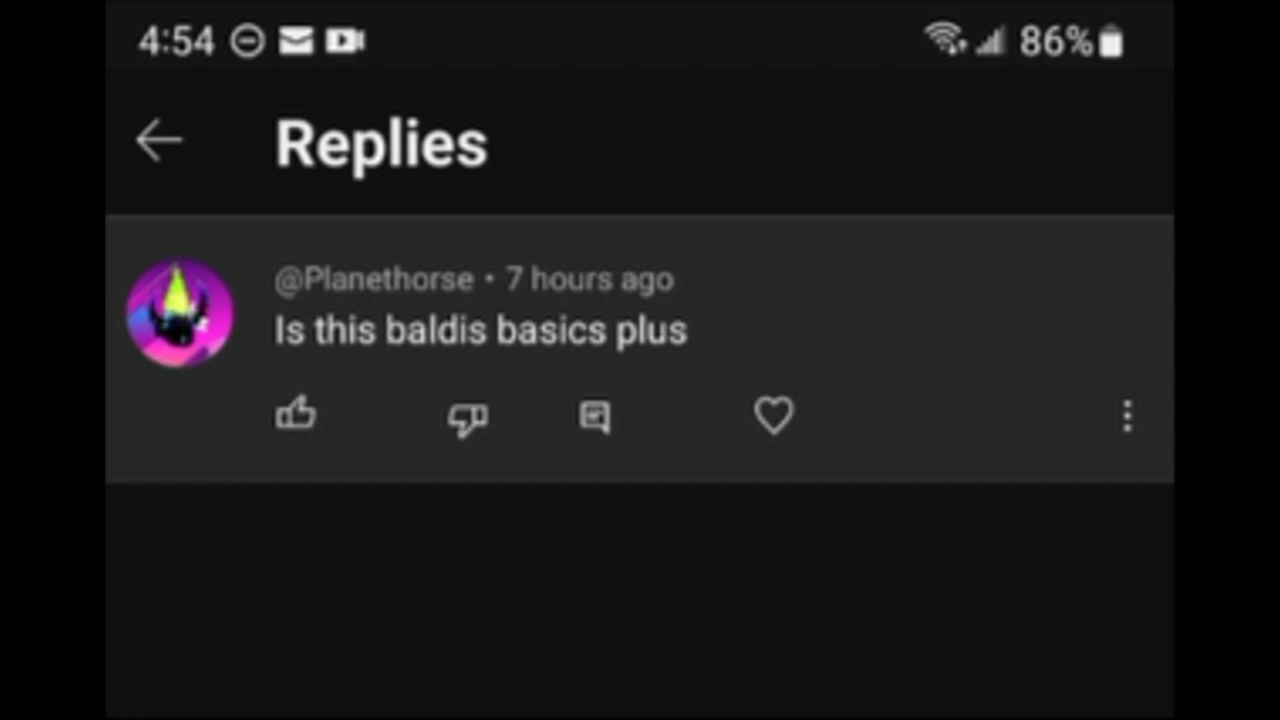 4:54 86%
Replies
@Planethorse • 7 hours ago
Is this baldis basics plus